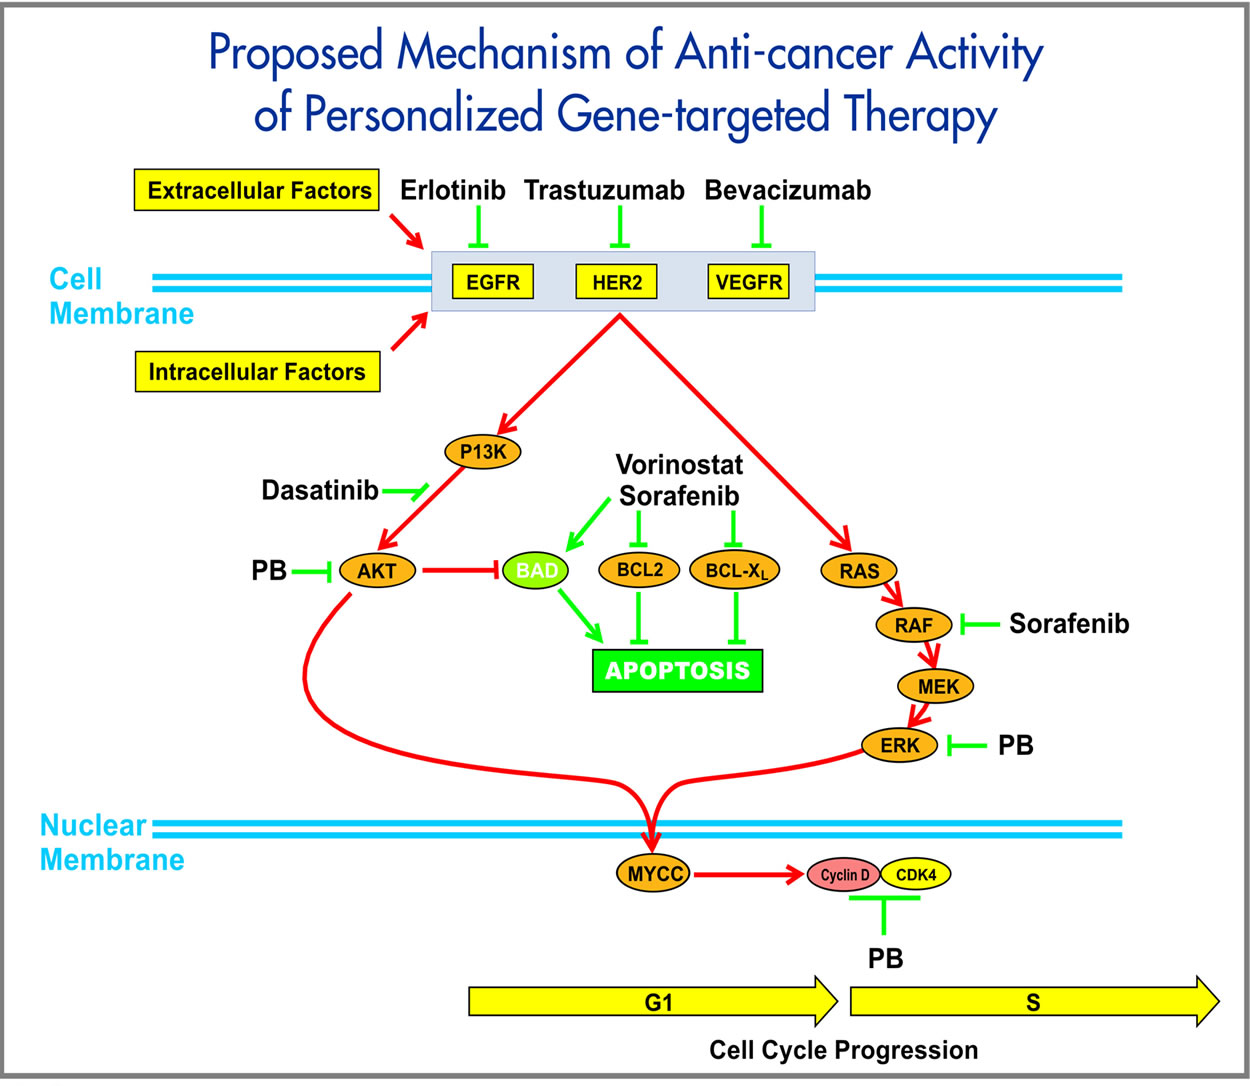 Proposed Mechanism of Anti-cancer Activity
of Personalized Gene-targeted Therapy
Extracellular Factors
Erlotinib
Trastuzumab
Bevacizumab
Cell
Membrane
EGFR
HER2
VEGFR
Intracellular Factors
P13K
Vorinostat
Sorafenib
Dasatinib
PB
AKT
BAD
BCL2
BCL-XL
RAS
RAF
Sorafenib
APOPTOSIS
MEK
ERK
PB
Nuclear
Membrane
MYCC
Cyclin D
CDK4
PB
G1
S
Cell Cycle Progression